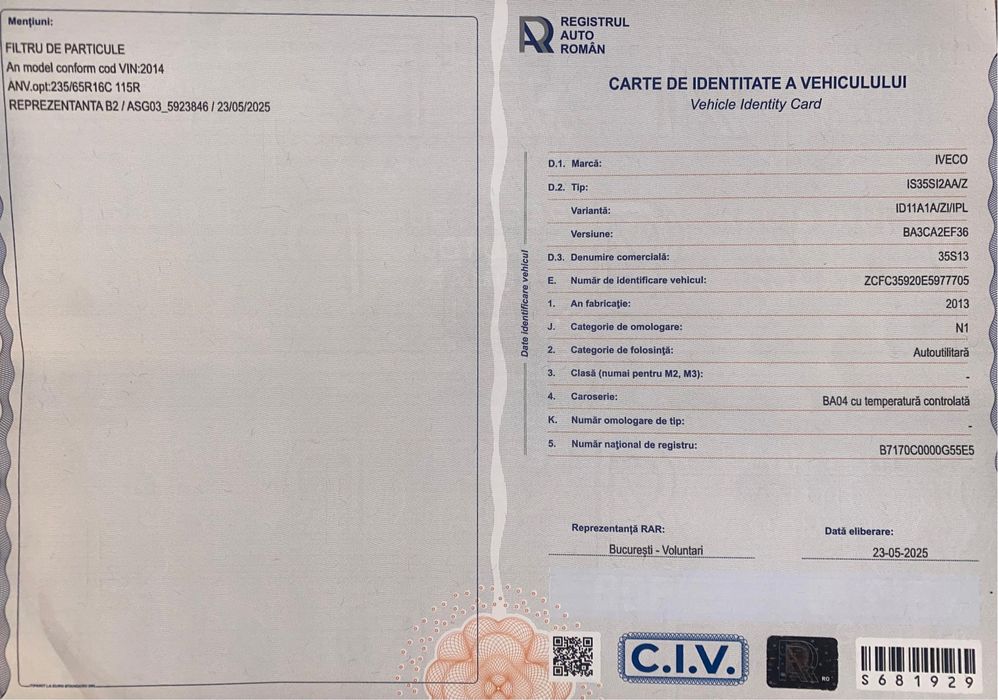 Mențiuni:
FILTRU DE PARTICULE
An model conform cod VIN:2014
ANV.opt:235/65R16C 115R
REPREZENTANTA B2 / ASG03_5923846 / 23/05/2025
REGISTRUL
AUTO
ROMÂN
CARTE DE IDENTITATE A VEHICULULUI
Vehicle Identity Card
Date identificare vehicul
D.1. Marcă: IVECO
D.2. Tip: IS35SI2AA/Z
Variantă: ID11A1A/ZI/IPL
Versiune: BA3CA2EF36
D.3. Denumire comercială: 35S13
E. Număr de identificare vehicul: ZCFC35920E5977705
1. An fabricație: 2013
J. Categorie de omologare: N1
2. Categorie de folosință: Autoutilitară
3. Clasă (numai pentru M2, M3): -
4. Caroserie: BA04 cu temperatură controlată
K. Număr omologare de tip: -
5. Număr național de registru: B7170C0000G55E5
Reprezentanță RAR: Dată eliberare:
București - Voluntari 23-05-2025
C.I.V.
RO
S681929